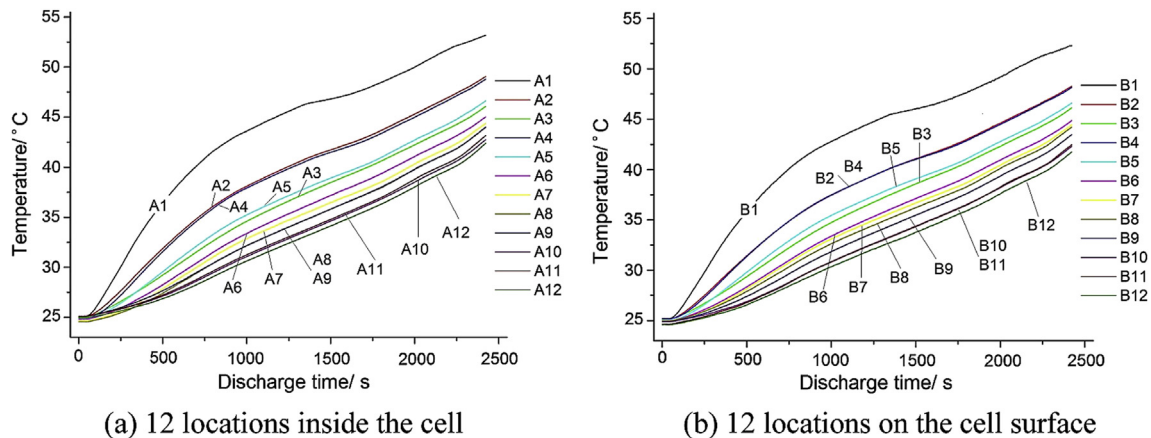 55
50
45
40
35
30
25
0 500 1000 1500 2000 2500
Temperature/°C
Discharge time/ s
A1
A2
A4
A5
A3
A6
A7
A8
A9
A11
A10
A12
A1
A2
A3
A4
A5
A6
A7
A8
A9
A10
A11
A12
(a) 12 locations inside the cell
55
50
45
40
35
30
25
0 500 1000 1500 2000 2500
Temperature/°C
Discharge time/ s
B1
B2
B4
B5
B3
B6
B7
B8
B9
B10
B11
B12
B1
B2
B3
B4
B5
B6
B7
B8
B9
B10
B11
B12
(b) 12 locations on the cell surface